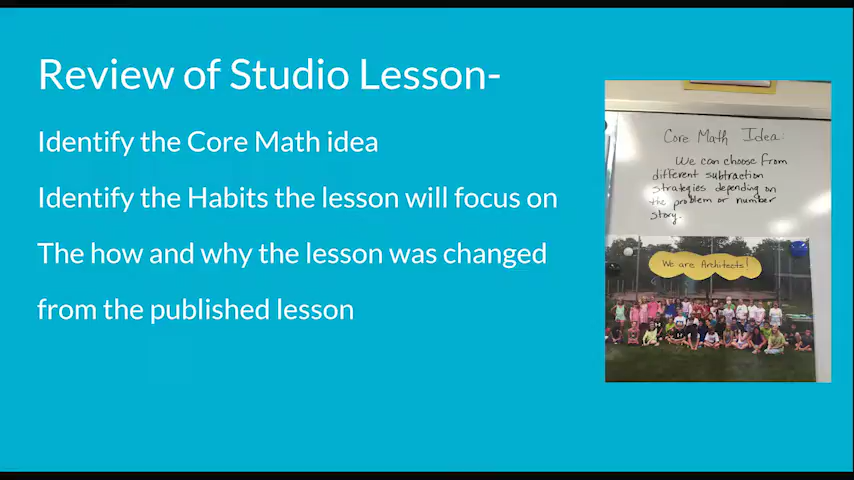 Review of Studio Lesson-
Identify the Core Math idea
Identify the Habits the lesson will focus on
The how and why the lesson was changed
from the published lesson
Core Math Idea:
We can choose from
different subtraction
strategies depending on
the problem or number
story.
We are Architects!